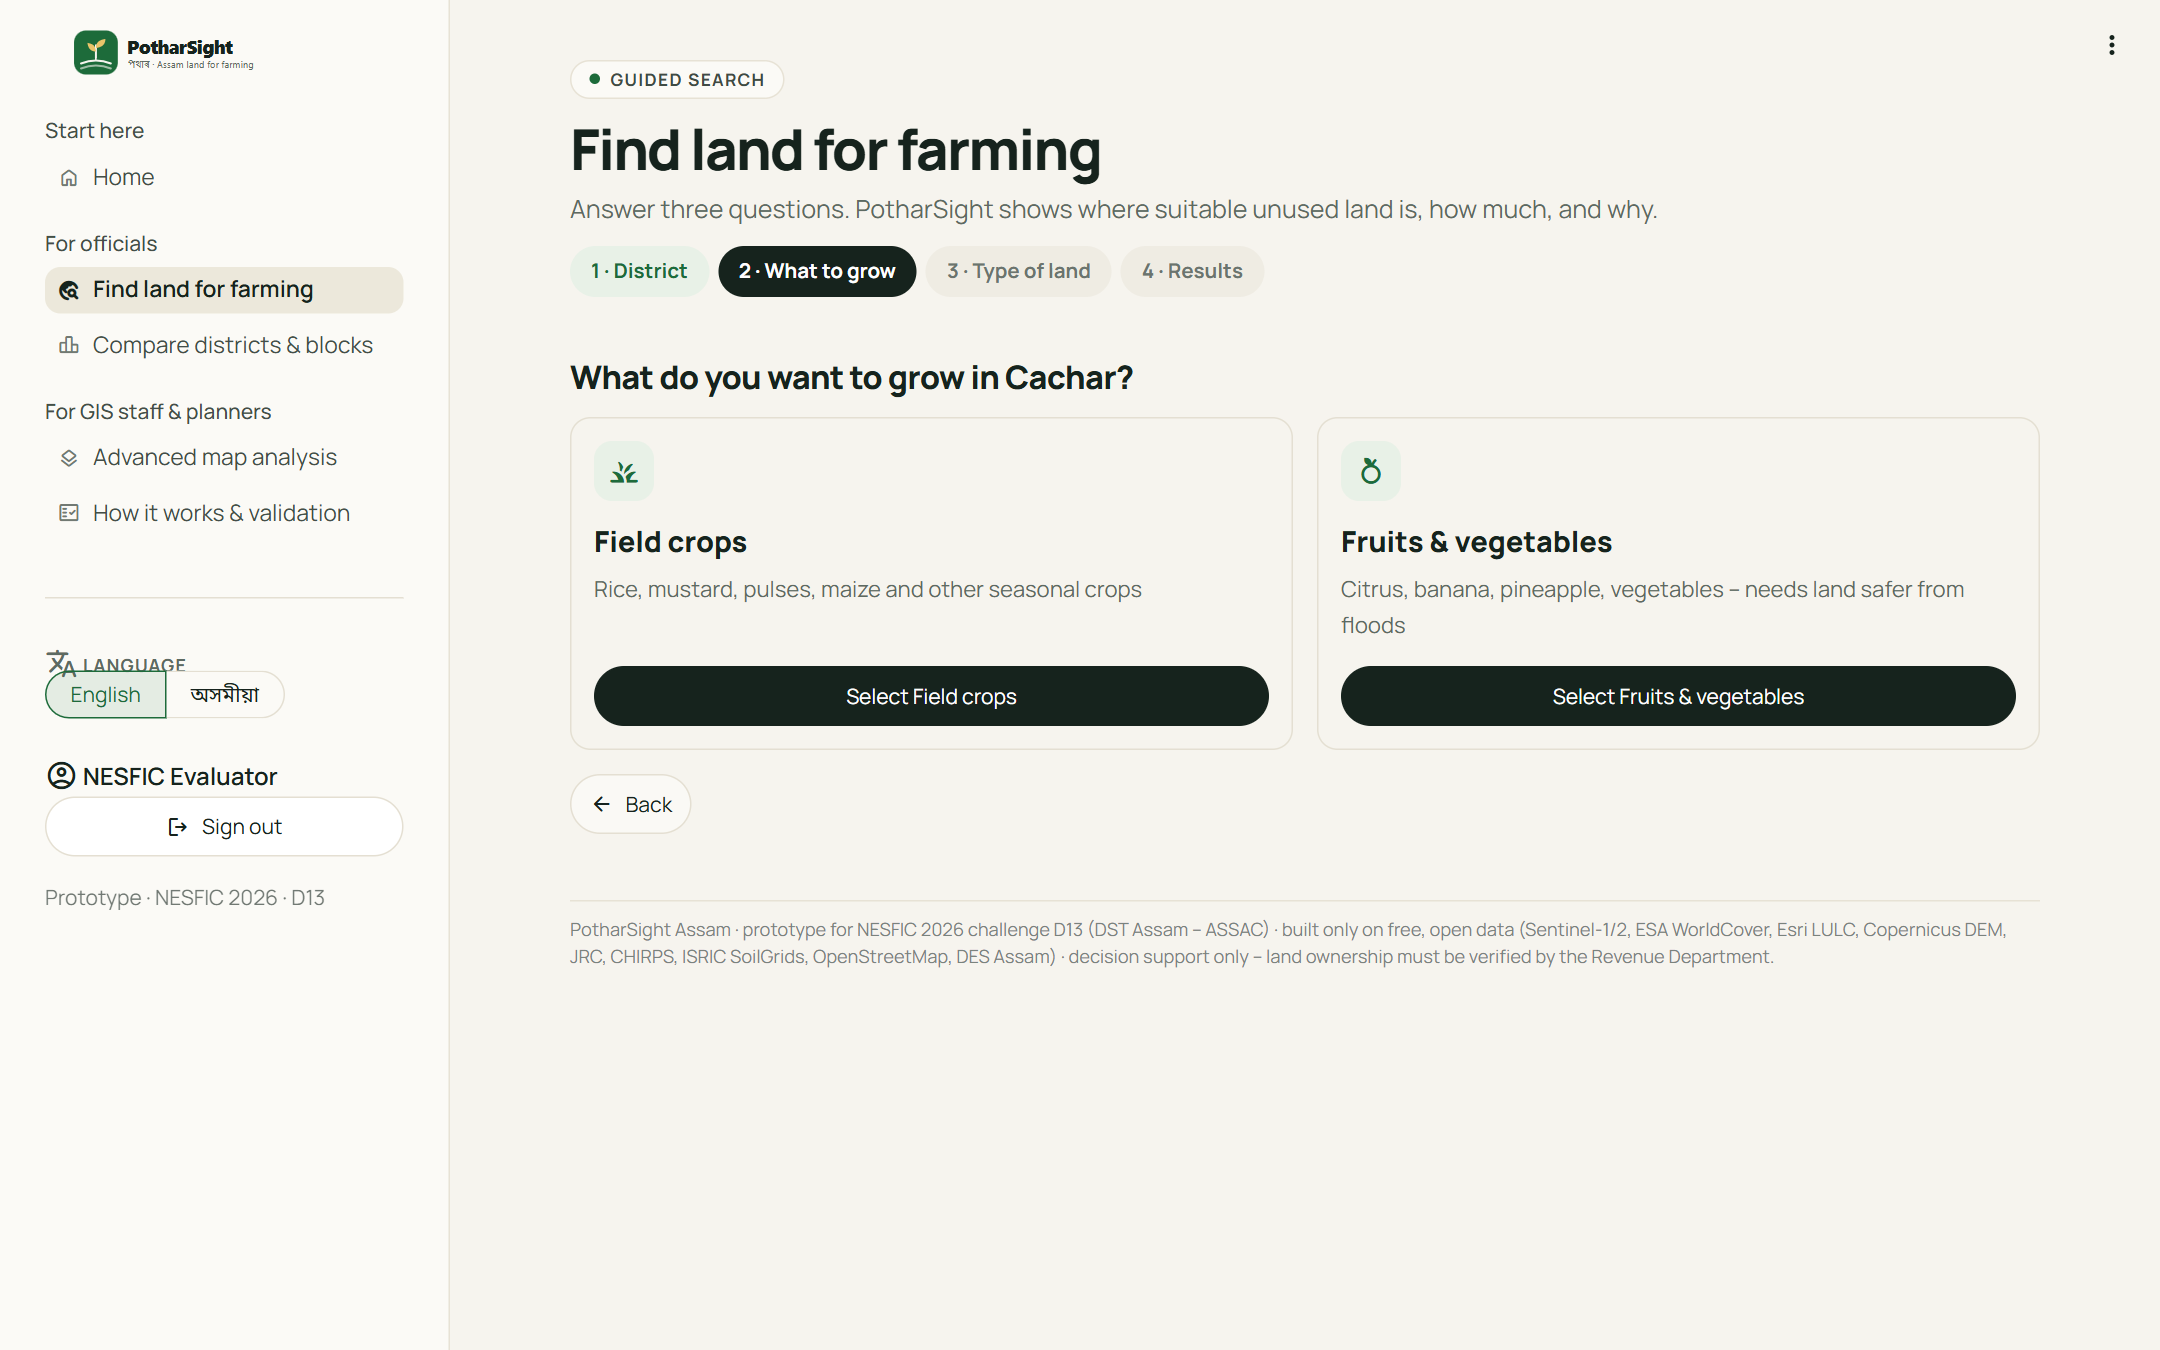 PotharSight
পথাৰ · Assam land for farming
Start here
Home
For officials
Find land for farming
Compare districts & blocks
For GIS staff & planners
Advanced map analysis
How it works & validation
LANGUAGE
English
অসমীয়া
NESFIC Evaluator
Sign out
Prototype · NESFIC 2026 · D13
GUIDED SEARCH
Find land for farming
Answer three questions. PotharSight shows where suitable unused land is, how much, and why.
1 · District
2 · What to grow
3 · Type of land
4 · Results
What do you want to grow in Cachar?
Field crops
Rice, mustard, pulses, maize and other seasonal crops
Select Field crops
Fruits & vegetables
Citrus, banana, pineapple, vegetables – needs land safer from
floods
Select Fruits & vegetables
Back
PotharSight Assam · prototype for NESFIC 2026 challenge D13 (DST Assam – ASSAC) · built only on free, open data (Sentinel-1/2, ESA WorldCover, Esri LULC, Copernicus DEM,
JRC, CHIRPS, ISRIC SoilGrids, OpenStreetMap, DES Assam) · decision support only – land ownership must be verified by the Revenue Department.